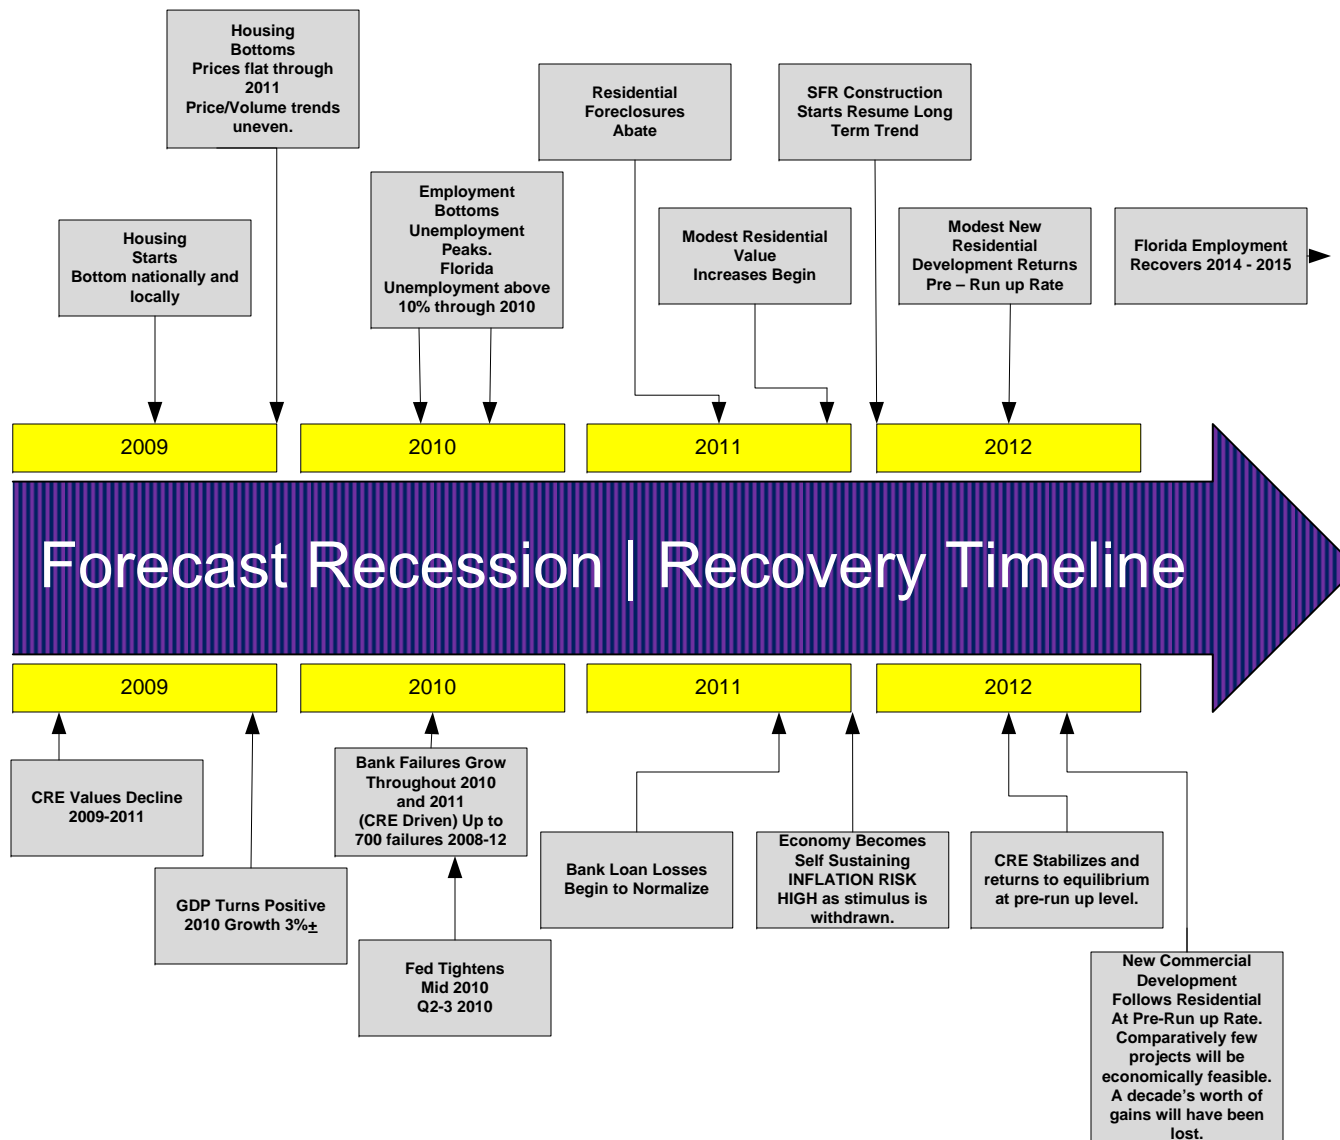 Housing
Bottoms
Prices flat through
2011
Price/Volume trends
uneven.
Residential
Foreclosures
Abate
SFR Construction
Starts Resume Long
Term Trend
Housing
Starts
Bottom nationally and
locally
Employment
Bottoms
Unemployment
Peaks.
Florida
Unemployment above
10% through 2010
Modest Residential
Value
Increases Begin
Modest New
Residential
Development Returns
Pre – Run up Rate
Florida Employment
Recovers 2014 - 2015
2009
2010
2011
2012
Forecast Recession | Recovery Timeline
2009
2010
2011
2012
CRE Values Decline
2009-2011
GDP Turns Positive
2010 Growth 3%±
Bank Failures Grow
Throughout 2010
and 2011
(CRE Driven) Up to
700 failures 2008-12
Fed Tightens
Mid 2010
Q2-3 2010
Bank Loan Losses
Begin to Normalize
Economy Becomes
Self Sustaining
INFLATION RISK
HIGH as stimulus is
withdrawn.
CRE Stabilizes and
returns to equilibrium
at pre-run up level.
New Commercial
Development
Follows Residential
At Pre-Run up Rate.
Comparatively few
projects will be
economically feasible.
A decade’s worth of
gains will have been
lost.